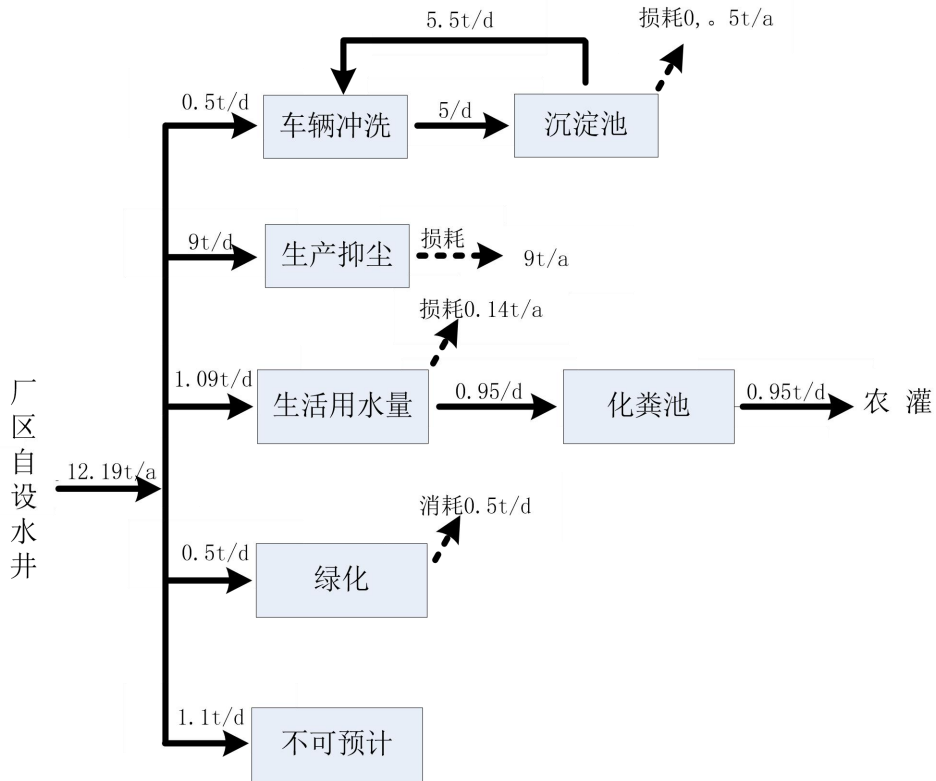 5.5t/d
损耗0,。5t/a
0.5t/d
车辆冲洗
5/d
沉淀池
9t/d
生产抑尘
损耗
9t/a
损耗0.14t/a
厂区自设水井
12.19t/a
1.09t/d
生活用水量
0.95/d
化粪池
0.95t/d
农 灌
消耗0.5t/d
0.5t/d
绿化
1.1t/d
不可预计